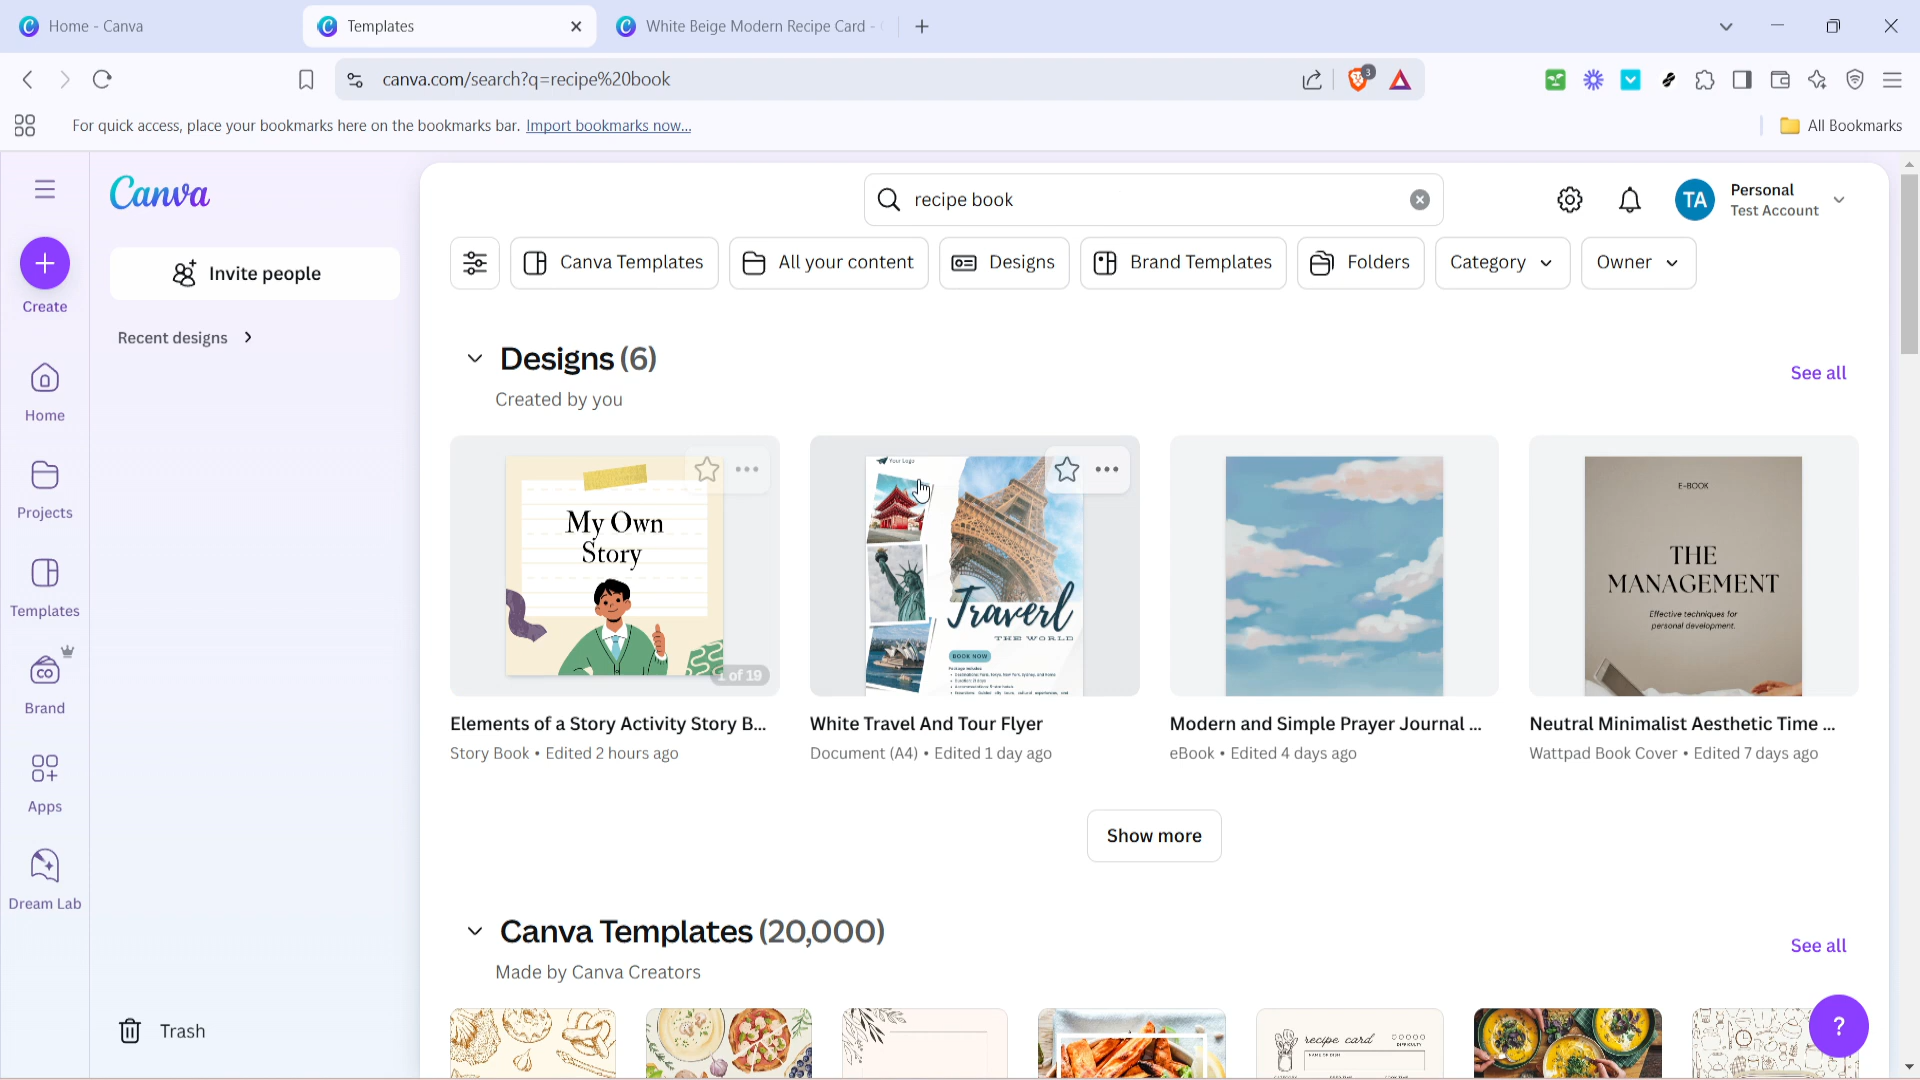 Home - Canva
Templates
White Beige Modern Recipe Card -
canva.com/search?q=recipe%20book
3
For quick access, place your bookmarks here on the bookmarks bar. Import bookmarks now...
All Bookmarks
Canva
recipe book
Personal
Test Account
TA
Create
Invite people
Canva Templates
All your content
Designs
Brand Templates
Folders
Category
Owner
Recent designs
Home
Projects
Templates
Brand
Apps
Dream Lab
Trash
Designs (6)
Created by you
See all
My Own
Story
1 of 19
Your Logo
Traverl
THE WORLD
BOOK NOW
E-BOOK
THE
MANAGEMENT
Effective techniques for
personal development.
Elements of a Story Activity Story B...
Story Book • Edited 2 hours ago
White Travel And Tour Flyer
Document (A4) • Edited 1 day ago
Modern and Simple Prayer Journal ...
eBook • Edited 4 days ago
Neutral Minimalist Aesthetic Time ...
Wattpad Book Cover • Edited 7 days ago
Show more
Canva Templates (20,000)
Made by Canva Creators
See all
recipe card
DIFFICULTY
NAME OF DISH
?